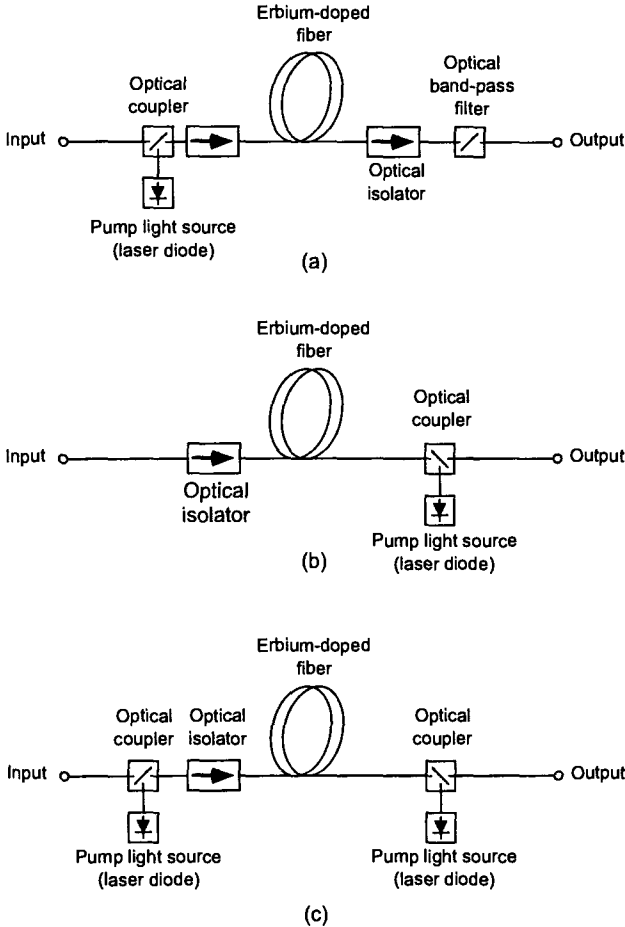 Erbium-doped
fiber
Optical
coupler
Optical
band-pass
filter
Input
Output
Optical
isolator
Pump light source
(laser diode)
(a)
Erbium-doped
fiber
Optical
coupler
Input
Output
Optical
isolator
Pump light source
(laser diode)
(b)
Erbium-doped
fiber
Optical
coupler
Optical
isolator
Optical
coupler
Input
Output
Pump light source
(laser diode)
Pump light source
(laser diode)
(c)